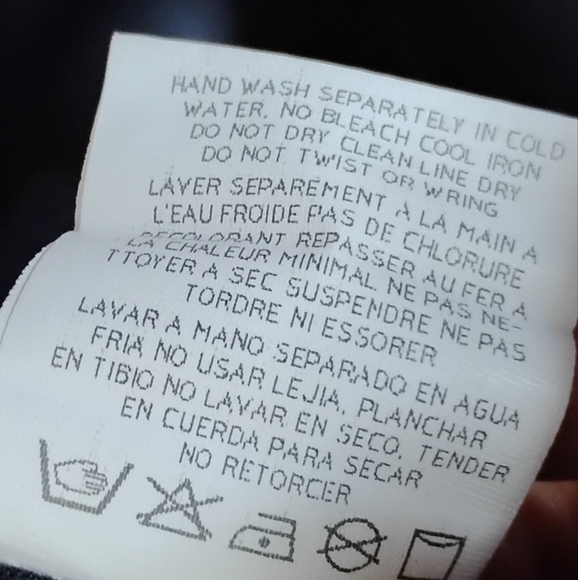 HAND WASH SEPARATELY IN COLD
WATER, NO BLEACH COOL IRON
DO NOT DRY CLEAN LINE DRY
DO NOT TWIST OR WRING
LAVER SEPAREMENT A LA MAIN A
L'EAU FROIDE PAS DE CHLORURE
DECOLORANT REPASSER AU FER A
LA CHALEUR MINIMAL NE PAS NE-
TTOYER A SEC SUSPENDRE NE PAS
TORDRE NI ESSORER
LAVAR A MANO SEPARADO EN AGUA
FRIA NO USAR LEJIA, PLANCHAR
EN TIBIO NO LAVAR EN SECO, TENDER
EN CUERDA PARA SECAR
NO RETORCER